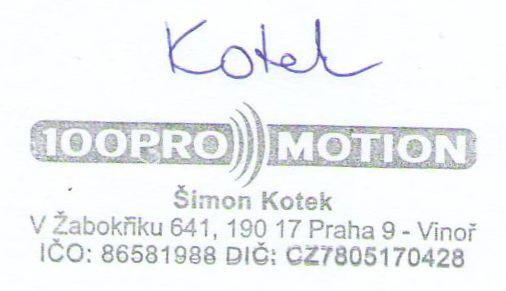 Kotek
100PRO MOTION
Šimon Kotek
V Žabokřiku 641, 190 17 Praha 9 - Vinoř
IČO: 86581988 DIČ: CZ7805170428